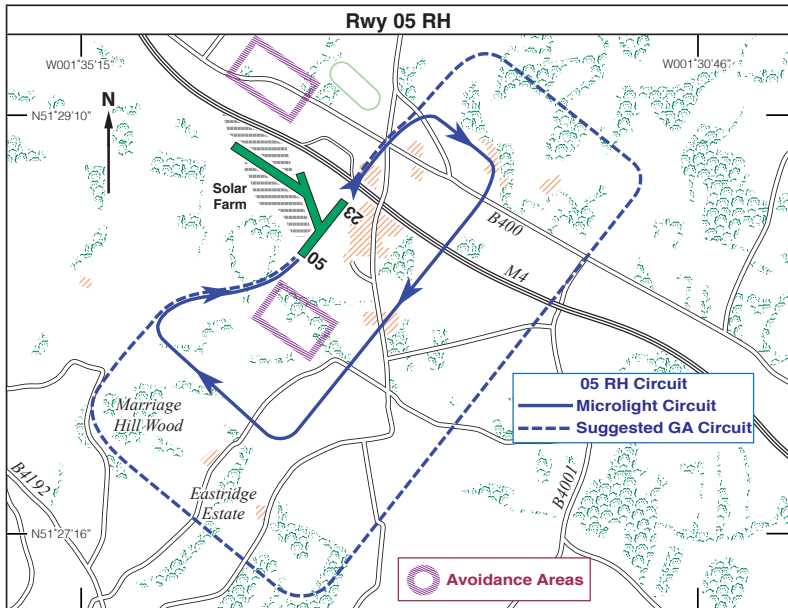 Rwy 05 RH
W001°35'15"
W001°30'46"
N
N51°29'10"
Solar
Farm
23
05
B400
M4
05 RH Circuit
Microlight Circuit
Suggested GA Circuit
Marriage
Hill Wood
B4192
Eastridge
Estate
B4001
N51°27'16"
Avoidance Areas